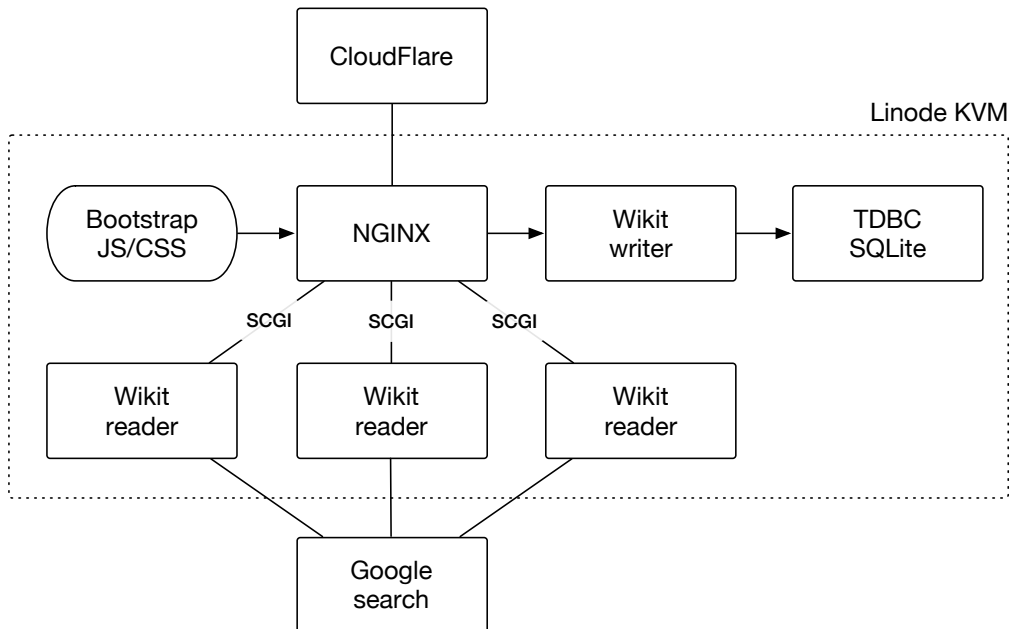 CloudFlare
Linode KVM
Bootstrap
JS/CSS
NGINX
Wikit
writer
TDBC
SQLite
SCGI
SCGI
SCGI
Wikit
reader
Wikit
reader
Wikit
reader
Google
search